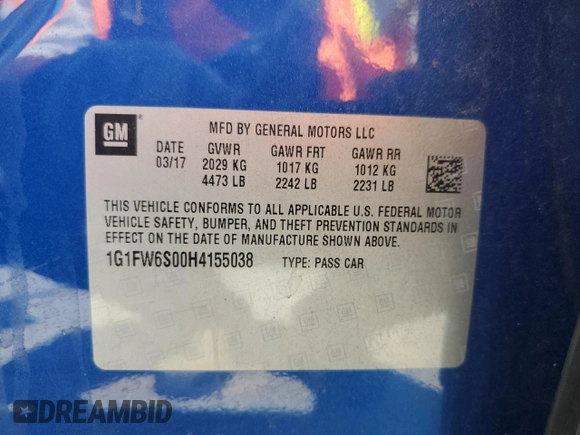 GM
MFD BY GENERAL MOTORS LLC
DATE GVWR GAWR FRT GAWR RR
03/17 2029 KG 1017 KG 1012 KG
4473 LB 2242 LB 2231 LB
THIS VEHICLE CONFORMS TO ALL APPLICABLE U.S. FEDERAL MOTOR
VEHICLE SAFETY, BUMPER, AND THEFT PREVENTION STANDARDS IN
EFFECT ON THE DATE OF MANUFACTURE SHOWN ABOVE.
1G1FW6S00H4155038 TYPE: PASS CAR
DREAMBID